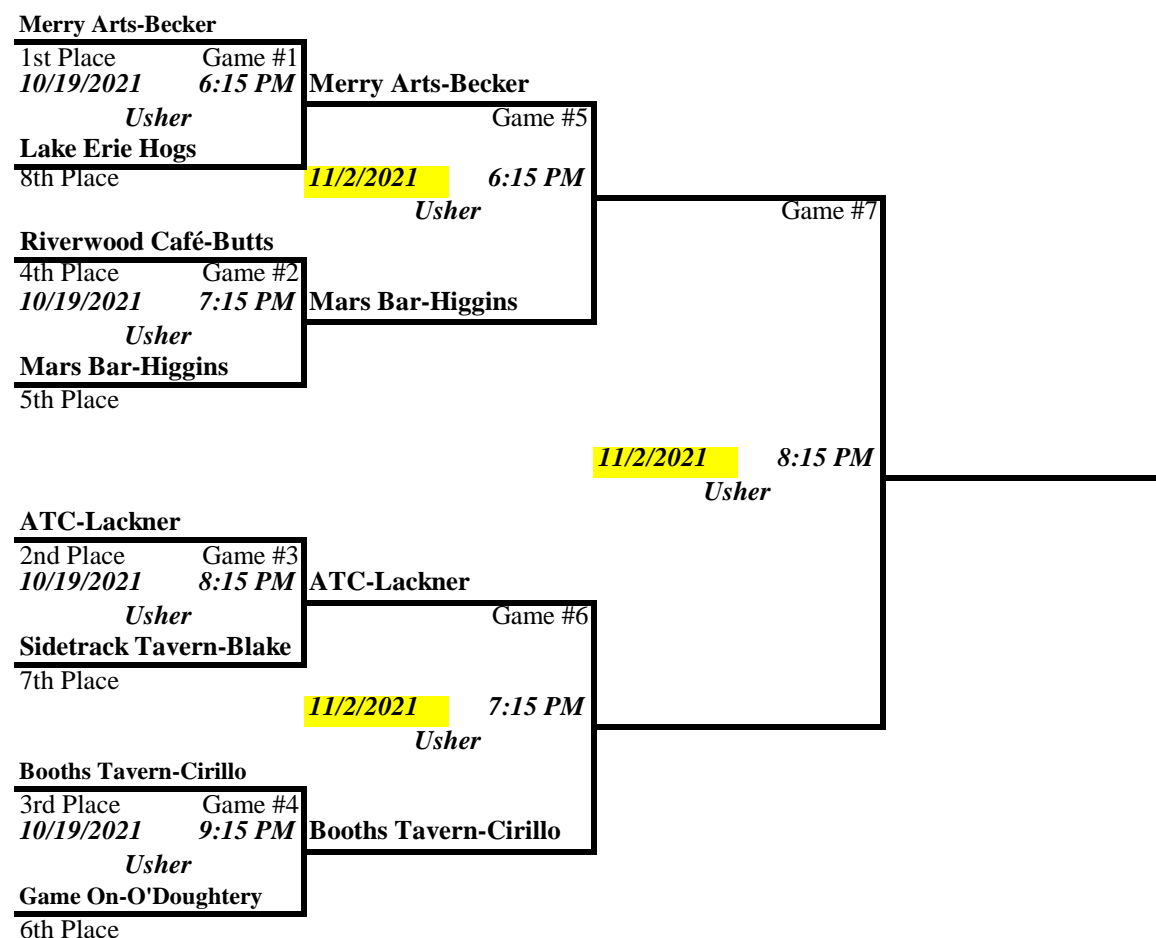 Merry Arts-Becker
1st Place Game #1
10/19/2021 6:15 PM Merry Arts-Becker
Usher Game #5
Lake Erie Hogs
8th Place 11/2/2021 6:15 PM
Usher Game #7
Riverwood Café-Butts
4th Place Game #2
10/19/2021 7:15 PM Mars Bar-Higgins
Usher
Mars Bar-Higgins
5th Place
11/2/2021 8:15 PM
Usher
ATC-Lackner
2nd Place Game #3
10/19/2021 8:15 PM ATC-Lackner
Usher Game #6
Sidetrack Tavern-Blake
7th Place
11/2/2021 7:15 PM
Usher
Booths Tavern-Cirillo
3rd Place Game #4
10/19/2021 9:15 PM Booths Tavern-Cirillo
Usher
Game On-O'Doughtery
6th Place